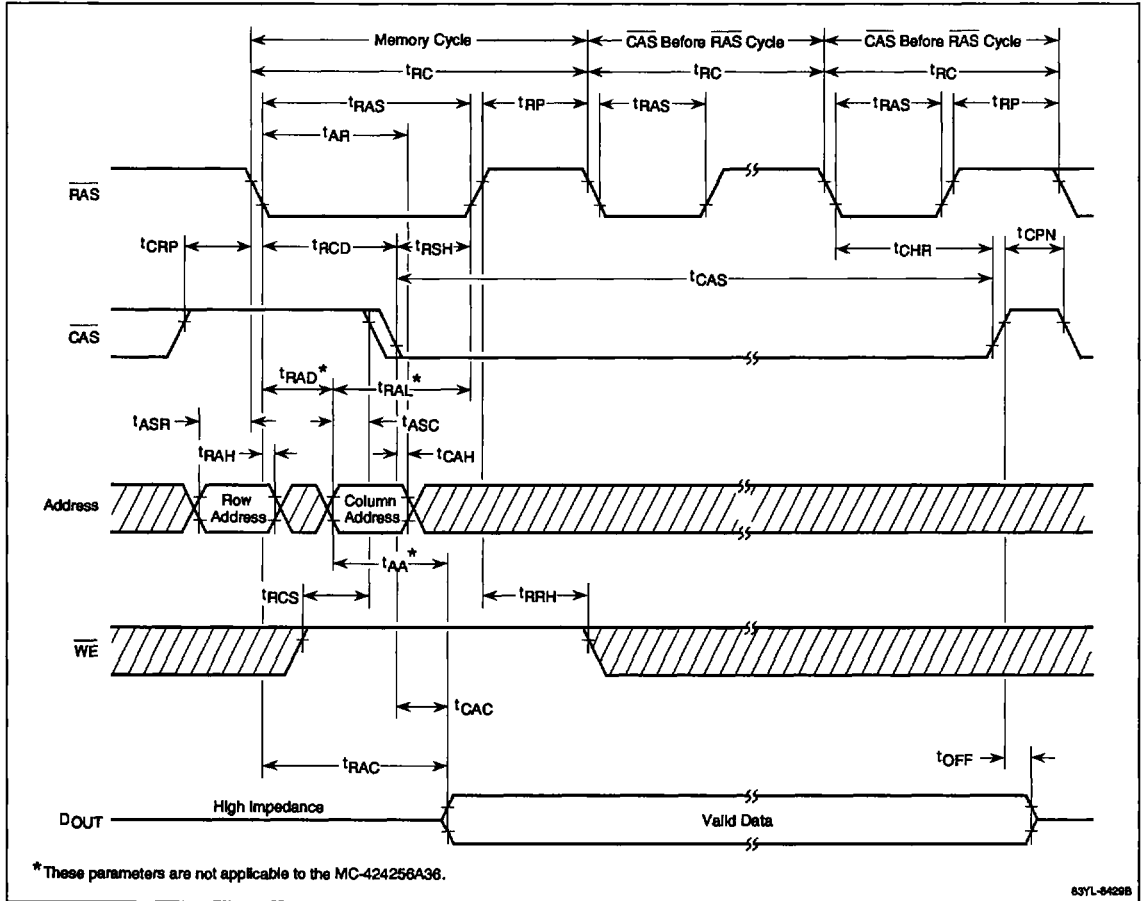 Memory Cycle CAS Before RAS Cycle CAS Before RAS Cycle
tRC tRC tRC
tRAS tRP tRAS tRAS tRP
tAR
RAS
tCRP tRCD tRSH tCHR tCPN
tCAS
CAS
tRAD* tRAL*
tASR tASC
tRAH tCAH
Address Row Address Column Address
tAA*
tRCS tRRH
WE
tCAC
tRAC tOFF
High Impedance
DOUT Valid Data
*These parameters are not applicable to the MC-424256A36.
83YL-8429B